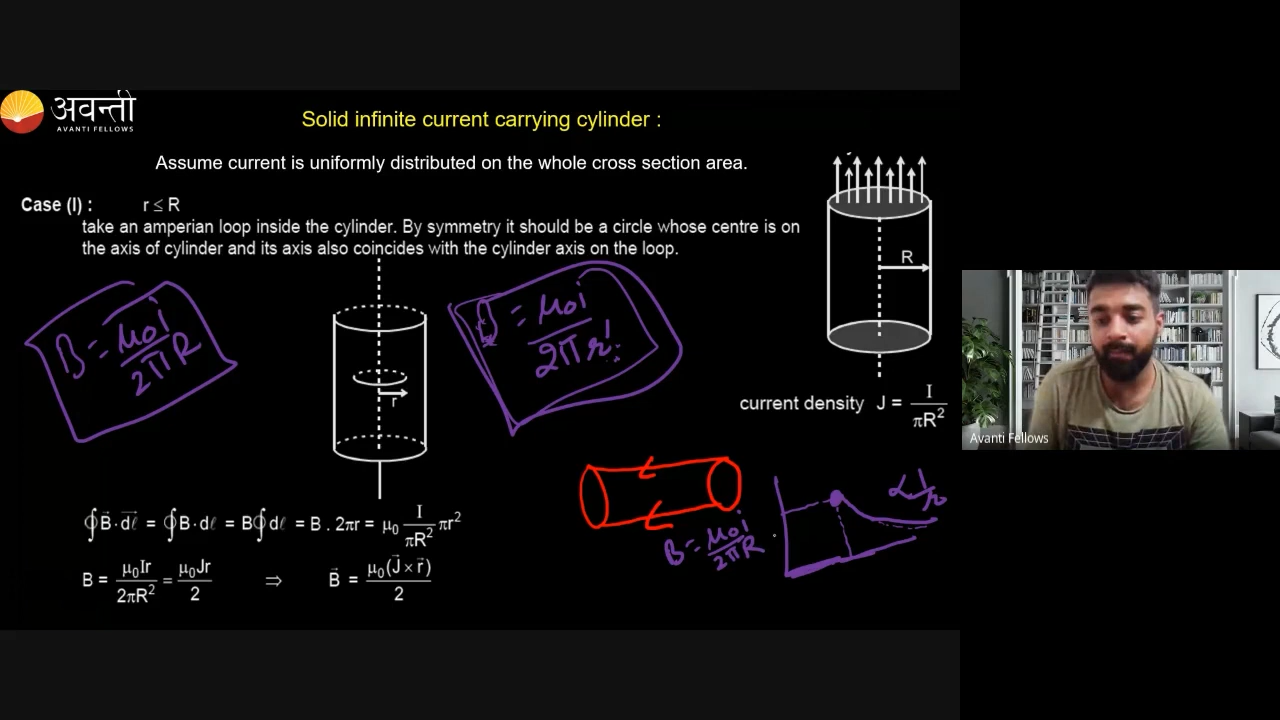 अवन्ती
AVANTI FELLOWS
Solid infinite current carrying cylinder :
Assume current is uniformly distributed on the whole cross section area.
Case (I) : r ≤ R
take an amperian loop inside the cylinder. By symmetry it should be a circle whose centre is on
the axis of cylinder and its axis also coincides with the cylinder axis on the loop.
R
B = μ₀i / 2πR
= μ₀i / 2πr
r
current density J = I / πR²
Avanti Fellows
∝ 1/r
B = μ₀i / 2πR
∮B⃗·dℓ⃗ = ∮B·dℓ = B∮dℓ = B . 2πr = μ₀ I/πR² πr²
B = μ₀Ir / 2πR² = μ₀Jr / 2 ⇒ B⃗ = μ₀(J⃗ × r⃗) / 2